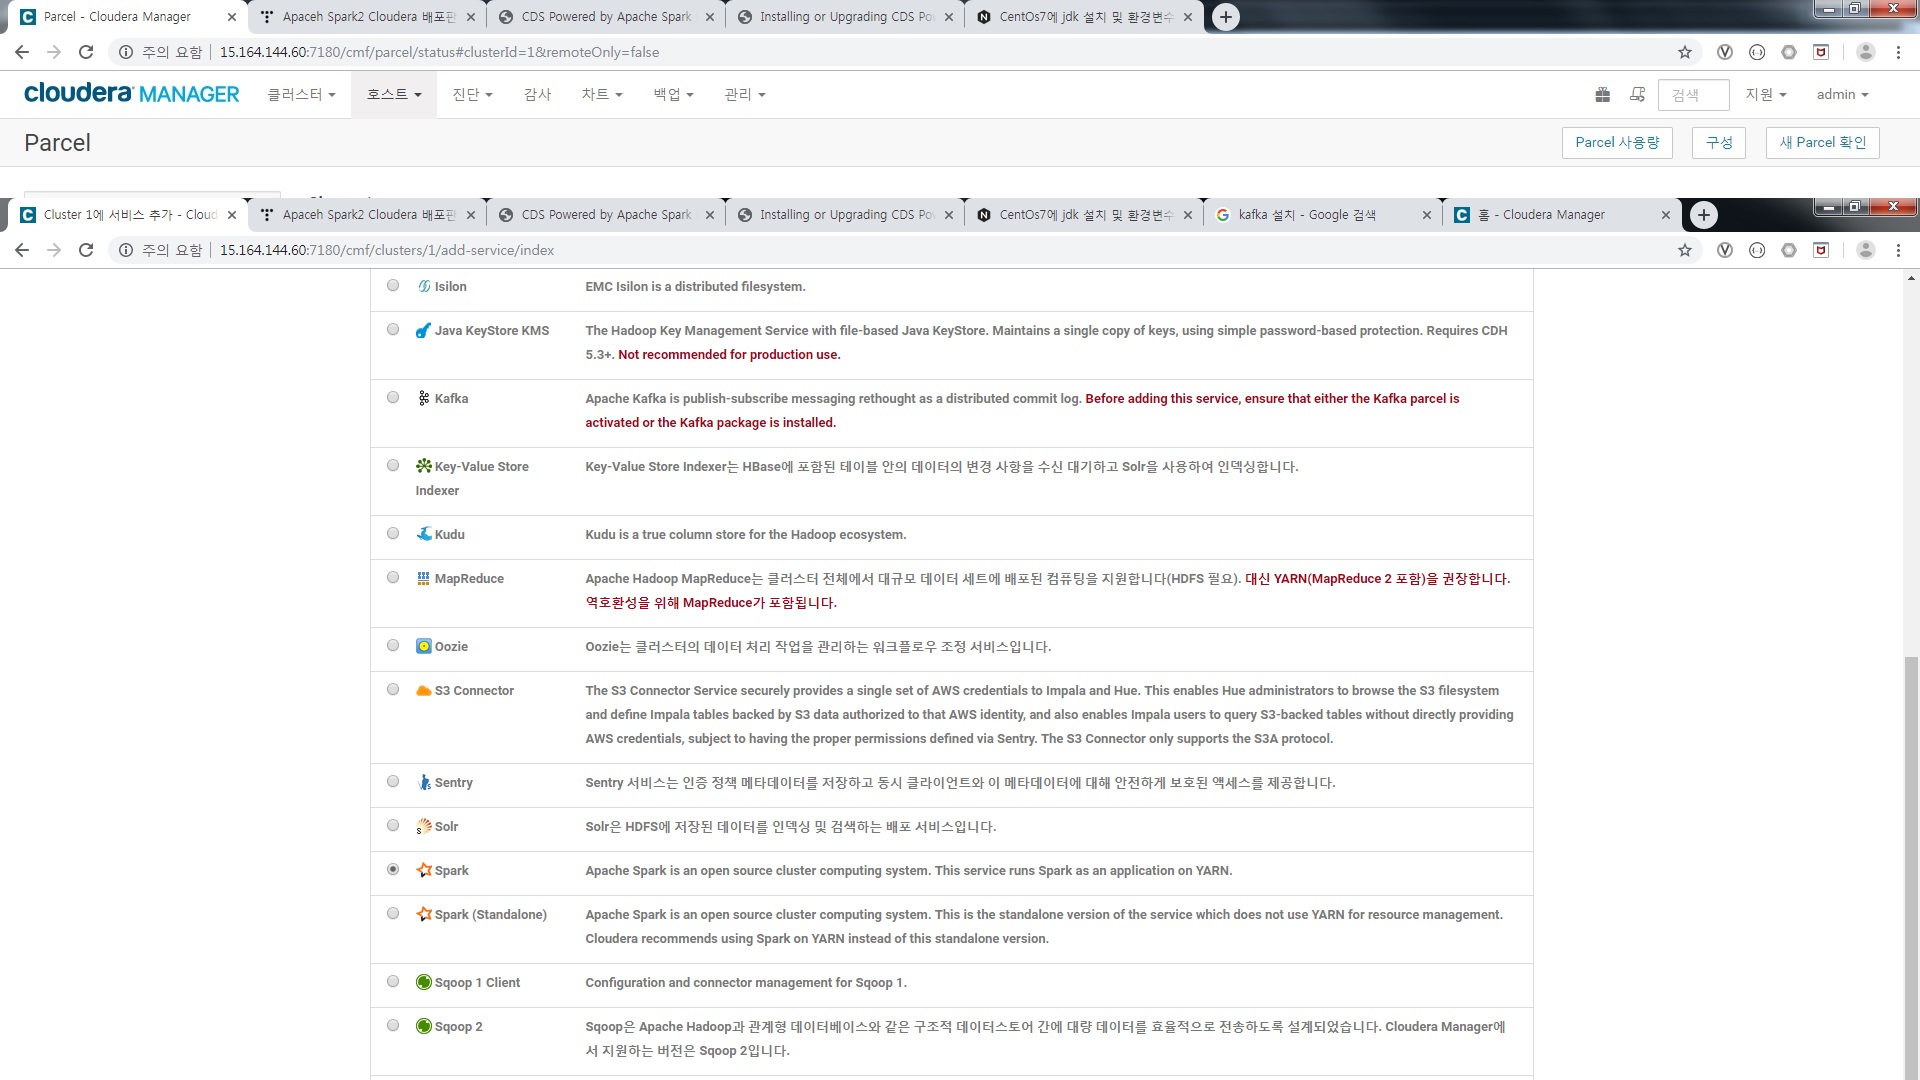 Parcel - Cloudera Manager
Apaceh Spark2 Cloudera 배포판
CDS Powered by Apache Spark
Installing or Upgrading CDS Po
CentOs7에 jdk 설치 및 환경변수
주의 요함 15.164.144.60:7180/cmf/parcel/status#clusterId=1&remoteOnly=false
cloudera MANAGER 클러스터 호스트 진단 감사 차트 백업 관리 검색 지원 admin
Parcel Parcel 사용량 구성 새 Parcel 확인
Cluster 1에 서비스 추가 - Cloud
Apaceh Spark2 Cloudera 배포판
CDS Powered by Apache Spark
Installing or Upgrading CDS Po
CentOs7에 jdk 설치 및 환경변수
kafka 설치 - Google 검색
홈 - Cloudera Manager
주의 요함 15.164.144.60:7180/cmf/clusters/1/add-service/index
Isilon EMC Isilon is a distributed filesystem.
Java KeyStore KMS The Hadoop Key Management Service with file-based Java KeyStore. Maintains a single copy of keys, using simple password-based protection. Requires CDH
5.3+. Not recommended for production use.
Kafka Apache Kafka is publish-subscribe messaging rethought as a distributed commit log. Before adding this service, ensure that either the Kafka parcel is
activated or the Kafka package is installed.
Key-Value Store Key-Value Store Indexer는 HBase에 포함된 테이블 안의 데이터의 변경 사항을 수신 대기하고 Solr을 사용하여 인덱싱합니다.
Indexer
Kudu Kudu is a true column store for the Hadoop ecosystem.
MapReduce Apache Hadoop MapReduce는 클러스터 전체에서 대규모 데이터 세트에 배포된 컴퓨팅을 지원합니다(HDFS 필요). 대신 YARN(MapReduce 2 포함)을 권장합니다.
역호환성을 위해 MapReduce가 포함됩니다.
Oozie Oozie는 클러스터의 데이터 처리 작업을 관리하는 워크플로우 조정 서비스입니다.
S3 Connector The S3 Connector Service securely provides a single set of AWS credentials to Impala and Hue. This enables Hue administrators to browse the S3 filesystem
and define Impala tables backed by S3 data authorized to that AWS identity, and also enables Impala users to query S3-backed tables without directly providing
AWS credentials, subject to having the proper permissions defined via Sentry. The S3 Connector only supports the S3A protocol.
Sentry Sentry 서비스는 인증 정책 메타데이터를 저장하고 동시 클라이언트와 이 메타데이터에 대해 안전하게 보호된 액세스를 제공합니다.
Solr Solr은 HDFS에 저장된 데이터를 인덱싱 및 검색하는 배포 서비스입니다.
Spark Apache Spark is an open source cluster computing system. This service runs Spark as an application on YARN.
Spark (Standalone) Apache Spark is an open source cluster computing system. This is the standalone version of the service which does not use YARN for resource management.
Cloudera recommends using Spark on YARN instead of this standalone version.
Sqoop 1 Client Configuration and connector management for Sqoop 1.
Sqoop 2 Sqoop은 Apache Hadoop과 관계형 데이터베이스와 같은 구조적 데이터스토어 간에 대량 데이터를 효율적으로 전송하도록 설계되었습니다. Cloudera Manager에
서 지원하는 버전은 Sqoop 2입니다.